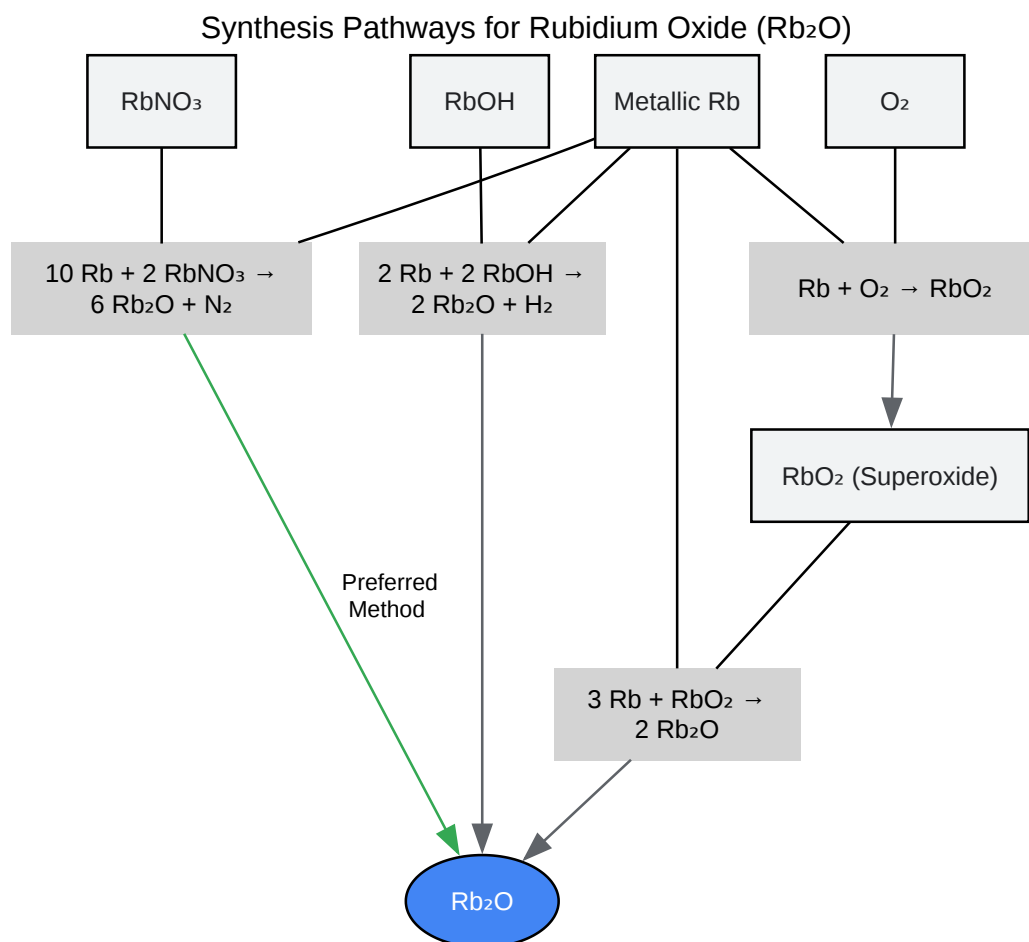 Synthesis Pathways for Rubidium Oxide (Rb₂O)
RbNO₃
RbOH
Metallic Rb
O₂
10 Rb + 2 RbNO₃ →
6 Rb₂O + N₂
2 Rb + 2 RbOH →
2 Rb₂O + H₂
Rb + O₂ → RbO₂
RbO₂ (Superoxide)
Preferred
Method
3 Rb + RbO₂ →
2 Rb₂O
Rb₂O